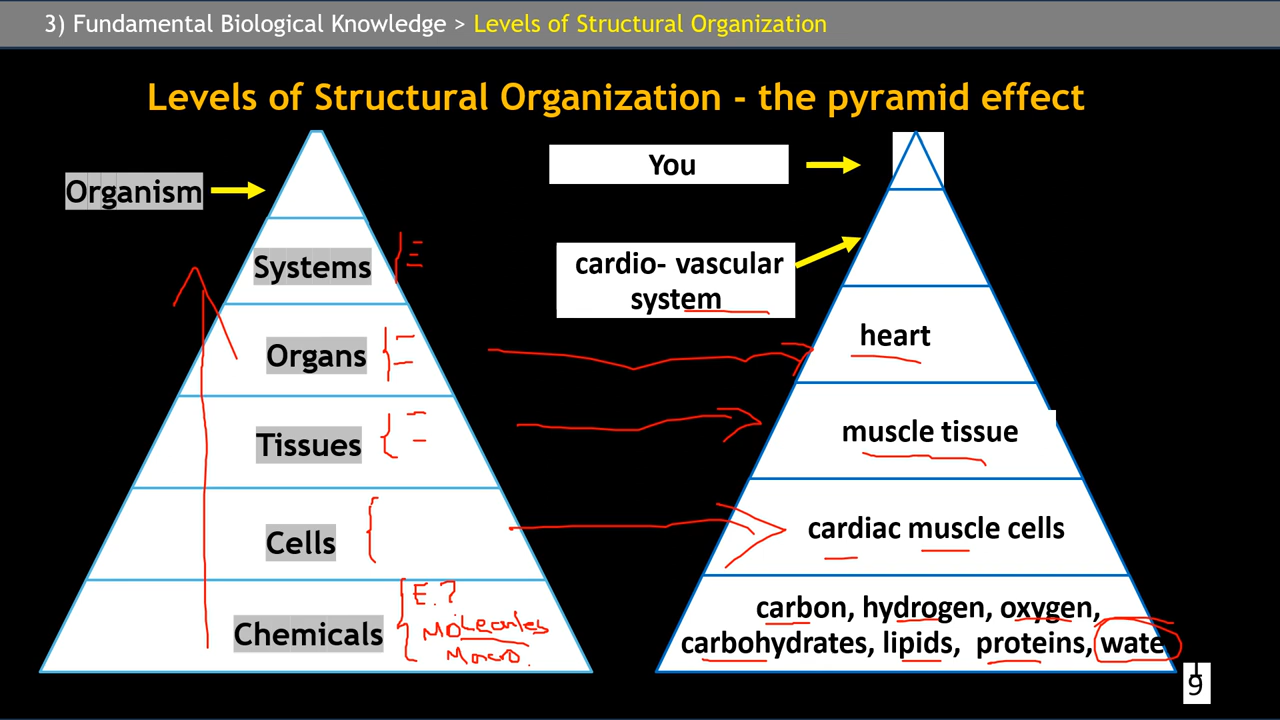 3) Fundamental Biological Knowledge > Levels of Structural Organization
Levels of Structural Organization - the pyramid effect
Organism
Systems
Organs
Tissues
Cells
Chemicals
E.?
Molecules
Macro.
You
cardio- vascular
system
heart
muscle tissue
cardiac muscle cells
carbon, hydrogen, oxygen,
carbohydrates, lipids, proteins, wate
9